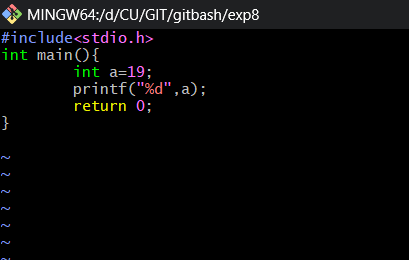 MINGW64:/d/CU/GIT/gitbash/exp8
#include<stdio.h>
int main(){
        int a=19;
        printf("%d",a);
        return 0;
}
~
~
~
~
~
~
~